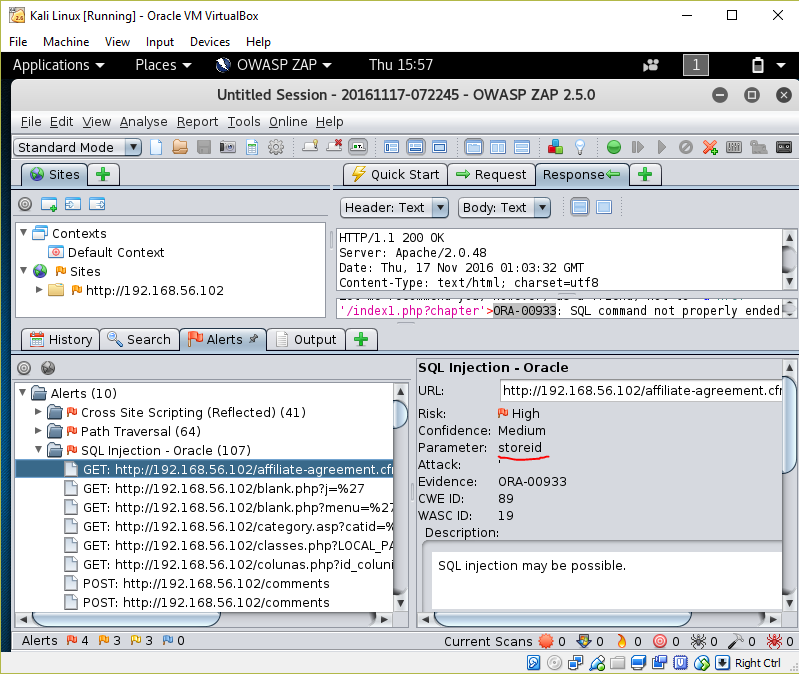 Kali Linux [Running] - Oracle VM VirtualBox
File Machine View Input Devices Help
Applications Places OWASP ZAP Thu 15:57 1
Untitled Session - 20161117-072245 - OWASP ZAP 2.5.0
File Edit View Analyse Report Tools Online Help
Standard Mode
Sites
Quick Start Request Response
Header: Text Body: Text
Contexts
Default Context
Sites
http://192.168.56.102
HTTP/1.1 200 OK
Server: Apache/2.0.48
Date: Thu, 17 Nov 2016 01:03:32 GMT
Content-Type: text/html; charset=utf8
'/index1.php?chapter'>ORA-00933: SQL command not properly ended
History Search Alerts Output
Alerts (10)
Cross Site Scripting (Reflected) (41)
Path Traversal (64)
SQL Injection - Oracle (107)
GET: http://192.168.56.102/affiliate-agreement.cfm
GET: http://192.168.56.102/blank.php?j=%27
GET: http://192.168.56.102/blank.php?menu=%27
GET: http://192.168.56.102/category.asp?catid=%
GET: http://192.168.56.102/classes.php?LOCAL_PA
GET: http://192.168.56.102/colunas.php?id_coluni
POST: http://192.168.56.102/comments
POST: http://192.168.56.102/comments
SQL Injection - Oracle
URL: http://192.168.56.102/affiliate-agreement.cfm
Risk: High
Confidence: Medium
Parameter: storeid
Attack: '
Evidence: ORA-00933
CWE ID: 89
WASC ID: 19
Description:
SQL injection may be possible.
Alerts 4 3 3 0 Current Scans 0 0 0 0 0 0 0
Right Ctrl